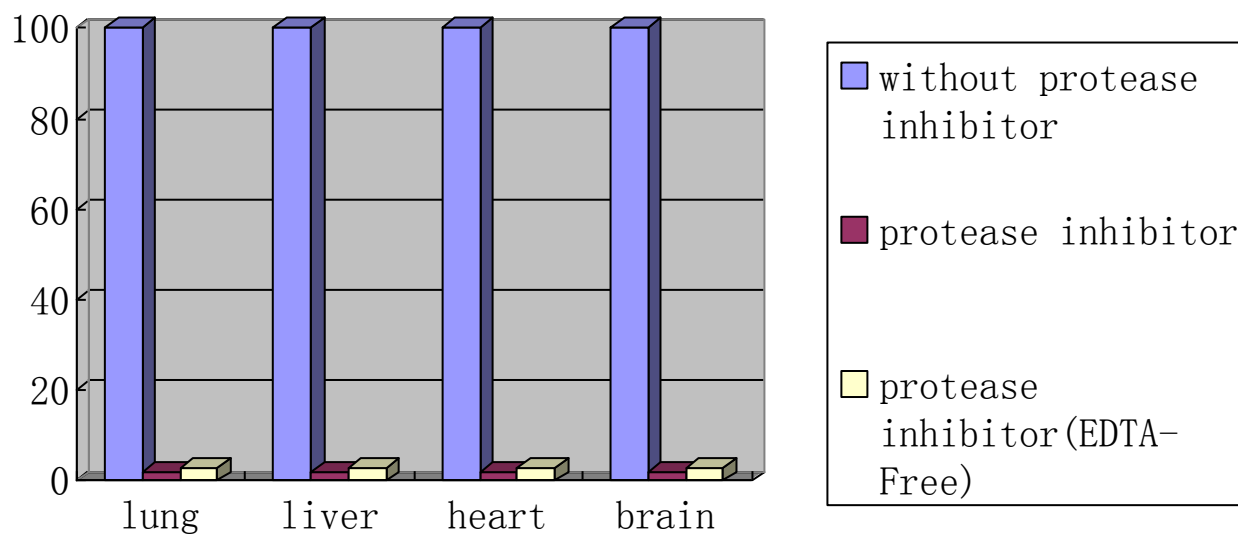 100
80
60
40
20
0
lung liver heart brain
without protease
inhibitor
protease inhibitor
protease
inhibitor(EDTA-
Free)